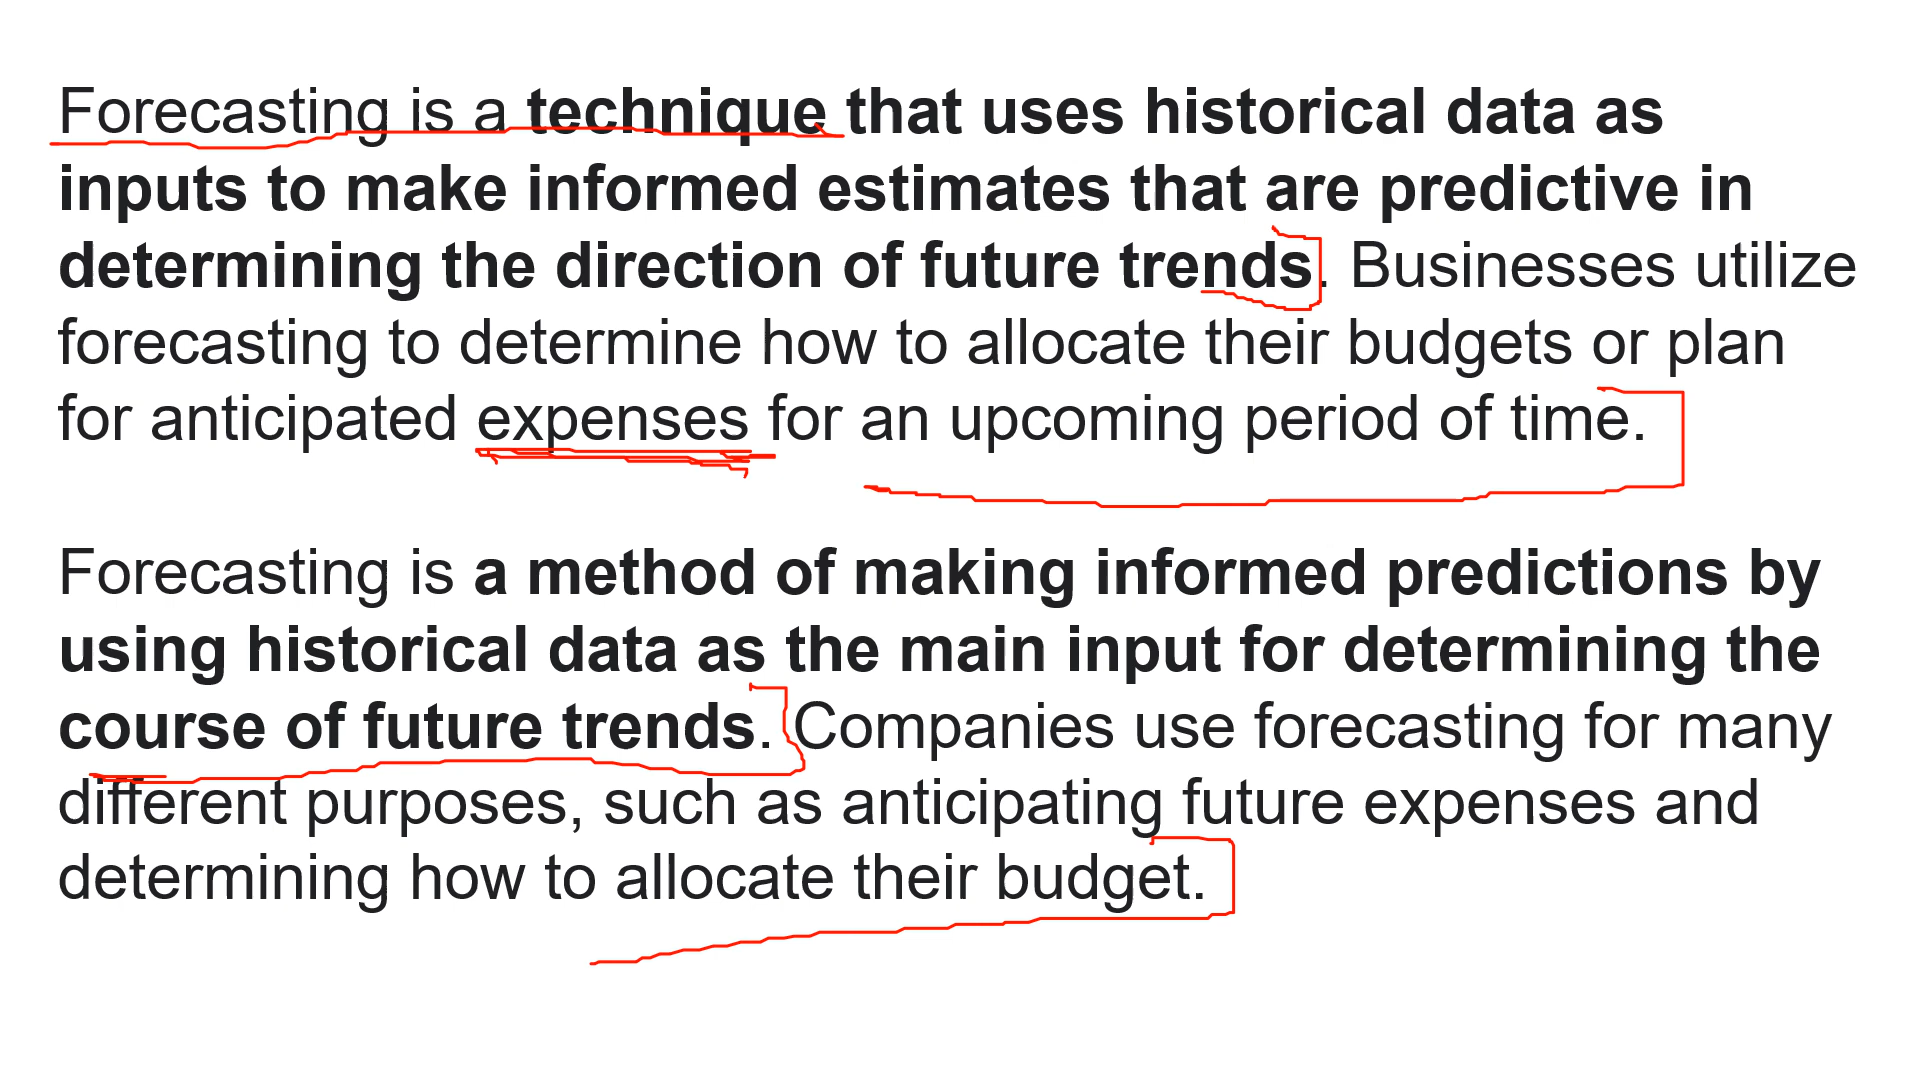 Forecasting is a technique that uses historical data as
inputs to make informed estimates that are predictive in
determining the direction of future trends. Businesses utilize
forecasting to determine how to allocate their budgets or plan
for anticipated expenses for an upcoming period of time.
Forecasting is a method of making informed predictions by
using historical data as the main input for determining the
course of future trends. Companies use forecasting for many
different purposes, such as anticipating future expenses and
determining how to allocate their budget.